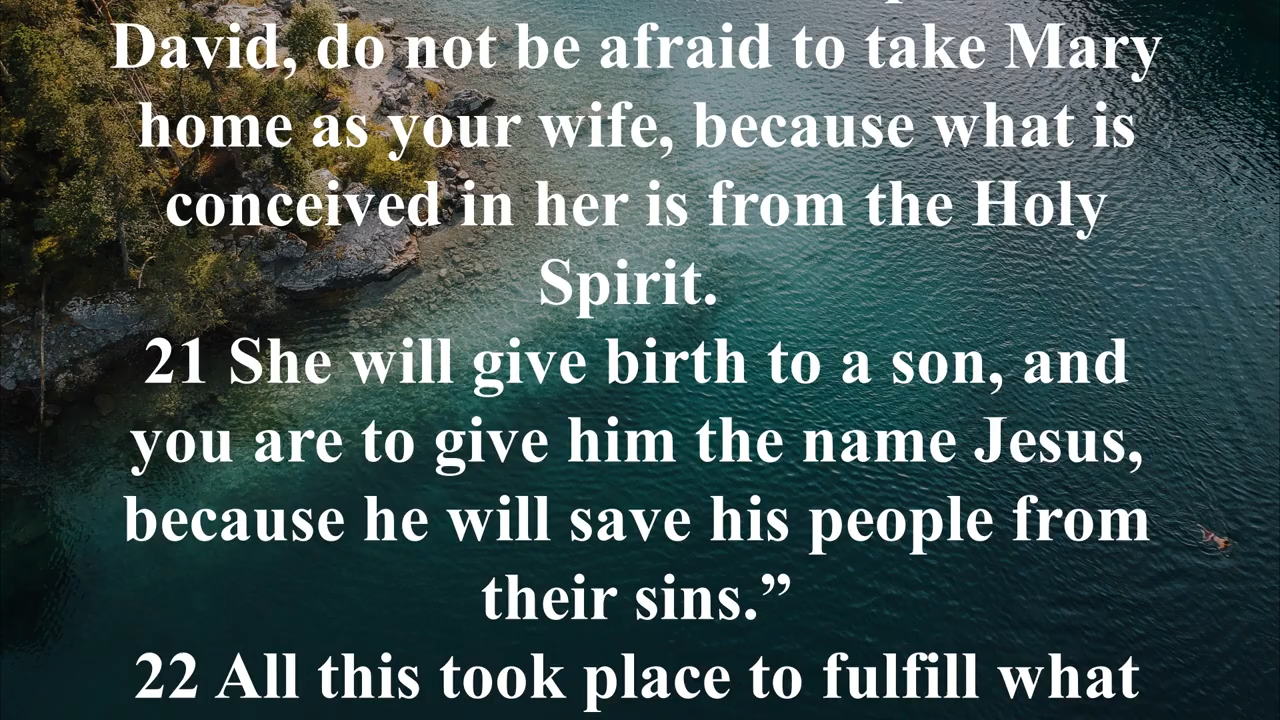 David, do not be afraid to take Mary
home as your wife, because what is
conceived in her is from the Holy
Spirit.
21 She will give birth to a son, and
you are to give him the name Jesus,
because he will save his people from
their sins.”
22 All this took place to fulfill what